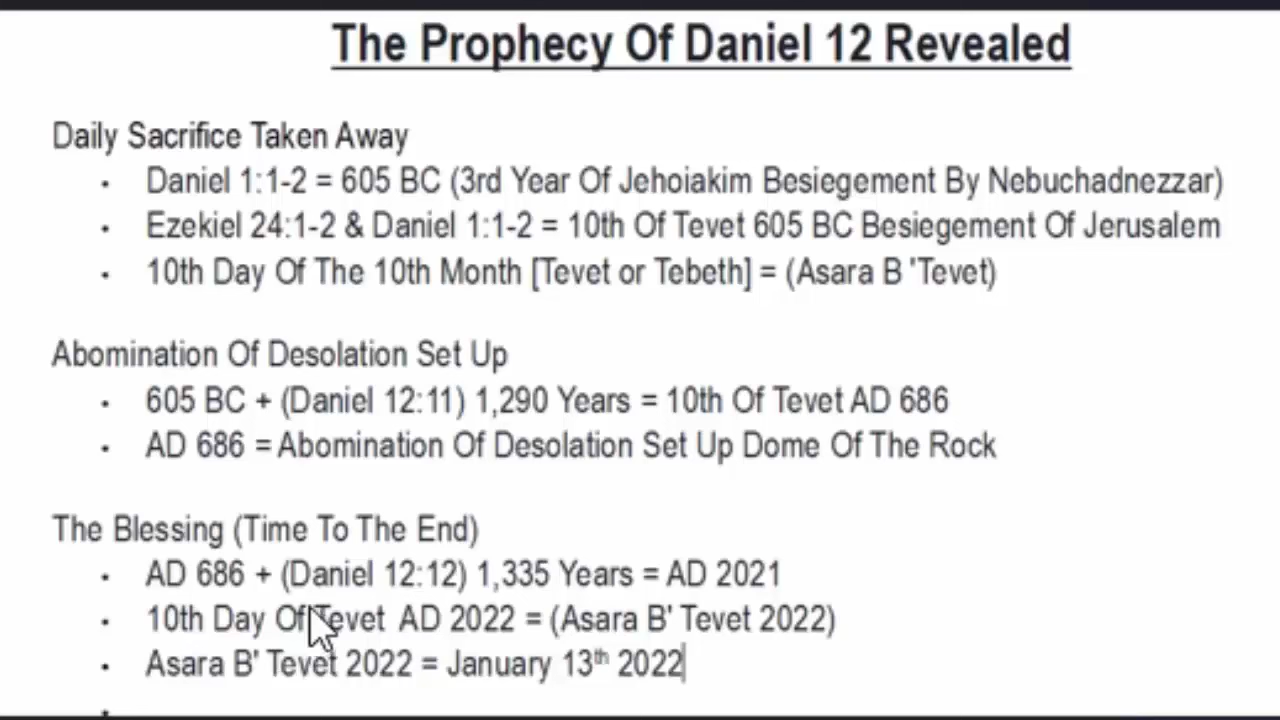 The Prophecy Of Daniel 12 Revealed
Daily Sacrifice Taken Away
• Daniel 1:1-2 = 605 BC (3rd Year Of Jehoiakim Besiegement By Nebuchadnezzar)
• Ezekiel 24:1-2 & Daniel 1:1-2 = 10th Of Tevet 605 BC Besiegement Of Jerusalem
• 10th Day Of The 10th Month [Tevet or Tebeth] = (Asara B 'Tevet)
Abomination Of Desolation Set Up
• 605 BC + (Daniel 12:11) 1,290 Years = 10th Of Tevet AD 686
• AD 686 = Abomination Of Desolation Set Up Dome Of The Rock
The Blessing (Time To The End)
• AD 686 + (Daniel 12:12) 1,335 Years = AD 2021
• 10th Day Of Tevet AD 2022 = (Asara B' Tevet 2022)
• Asara B' Tevet 2022 = January 13th 2022